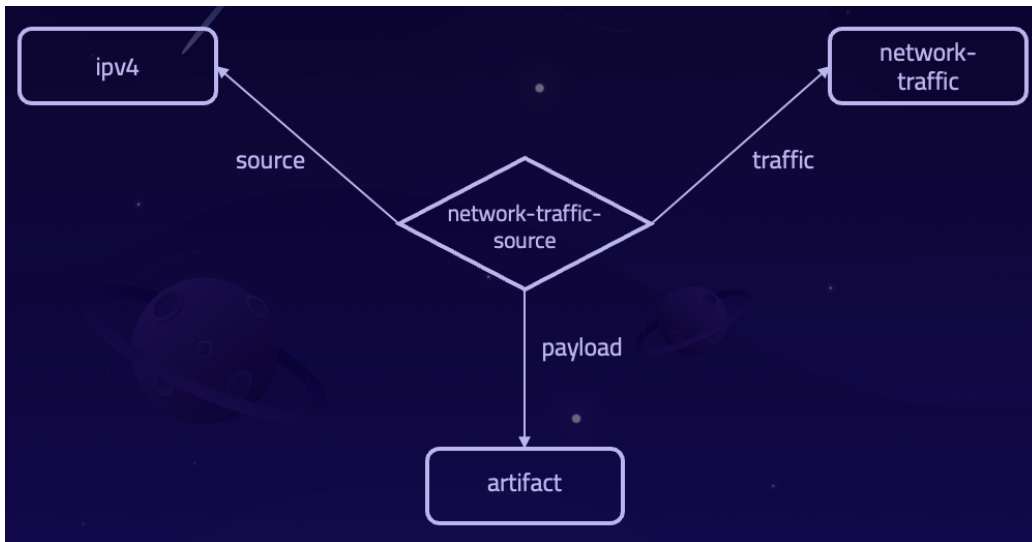 ipv4
network-
traffic
source
traffic
network-traffic-
source
payload
artifact